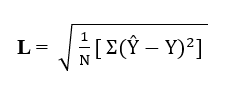 L = √(1/N [ Σ(Ŷ − Y)²])